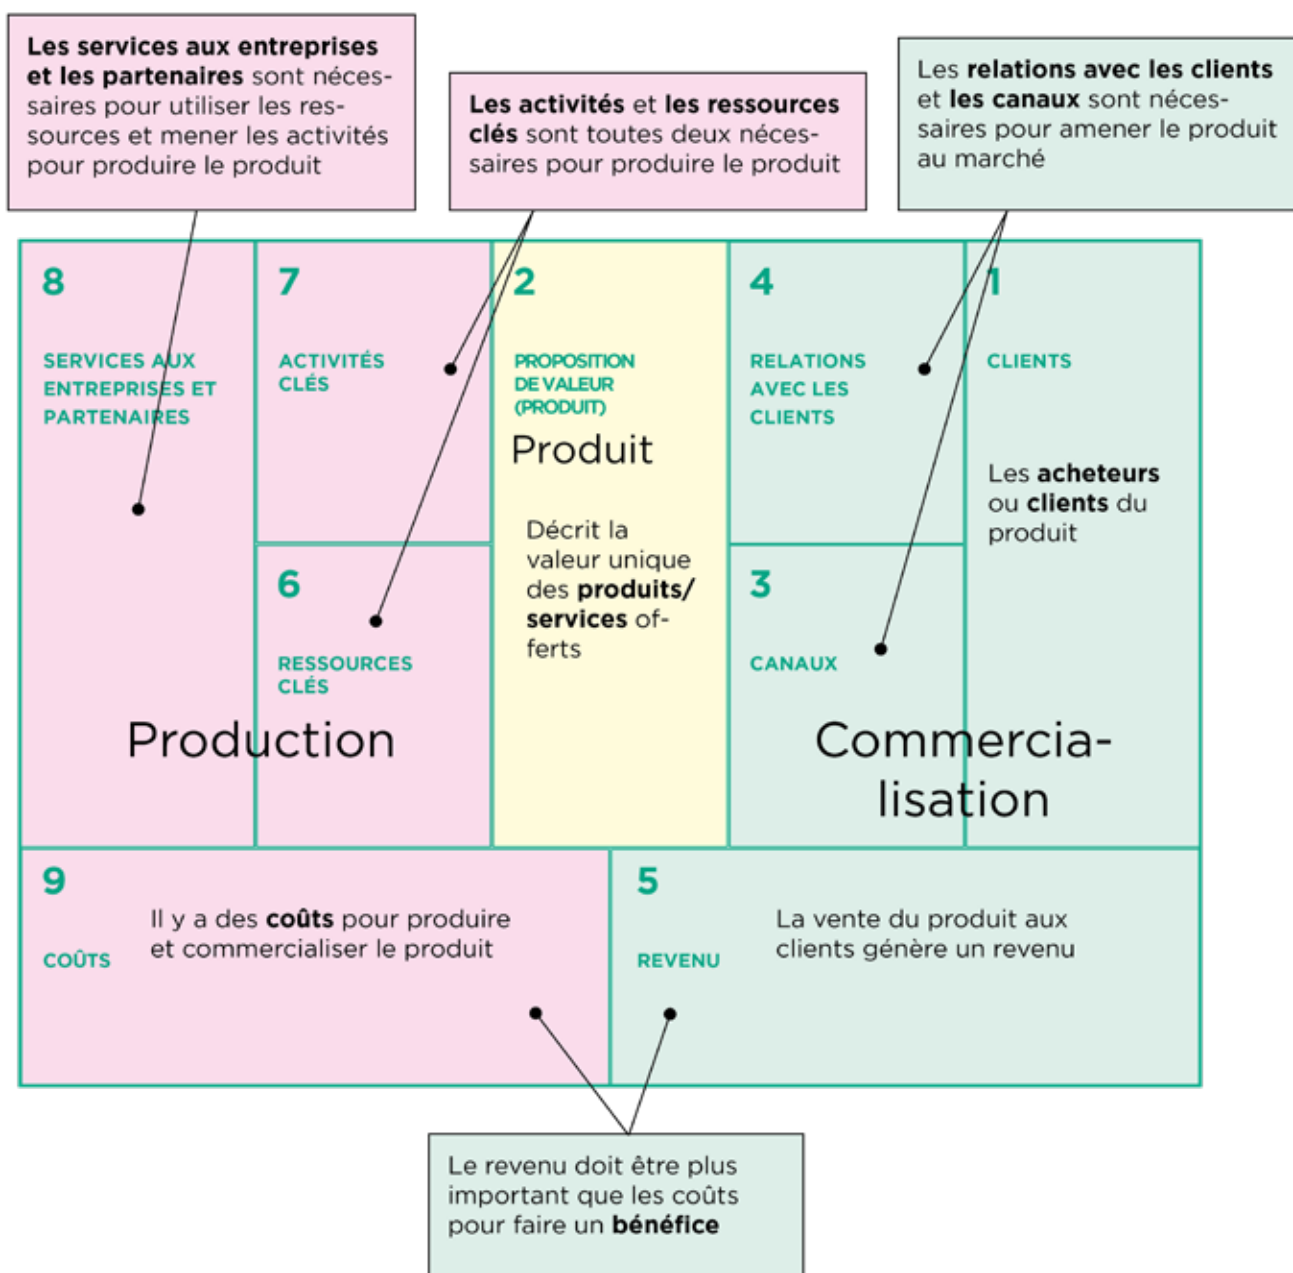 Les services aux entreprises
et les partenaires sont néces-
saires pour utiliser les res-
sources et mener les activités
pour produire le produit
Les activités et les ressources
clés sont toutes deux néces-
saires pour produire le produit
Les relations avec les clients
et les canaux sont néces-
saires pour amener le produit
au marché
8
SERVICES AUX
ENTREPRISES ET
PARTENAIRES
7
ACTIVITÉS
CLÉS
6
RESSOURCES
CLÉS
Production
2
PROPOSITION
DE VALEUR
(PRODUIT)
Produit
Décrit la
valeur unique
des produits/
services of-
ferts
4
RELATIONS
AVEC LES
CLIENTS
3
CANAUX
1
CLIENTS
Les acheteurs
ou clients du
produit
Commercia-
lisation
9
COÛTS
Il y a des coûts pour produire
et commercialiser le produit
5
REVENU
La vente du produit aux
clients génère un revenu
Le revenu doit être plus
important que les coûts
pour faire un bénéfice